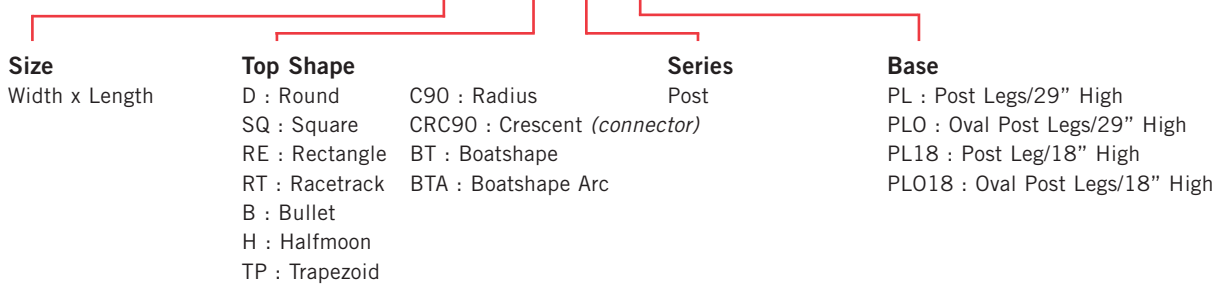 Size
Width x Length
Top Shape
D : Round
SQ : Square
RE : Rectangle
RT : Racetrack
B : Bullet
H : Halfmoon
TP : Trapezoid
C90 : Radius
CRC90 : Crescent (connector)
BT : Boatshape
BTA : Boatshape Arc
Series
Post
Base
PL : Post Legs/29” High
PLO : Oval Post Legs/29” High
PL18 : Post Leg/18” High
PLO18 : Oval Post Legs/18” High